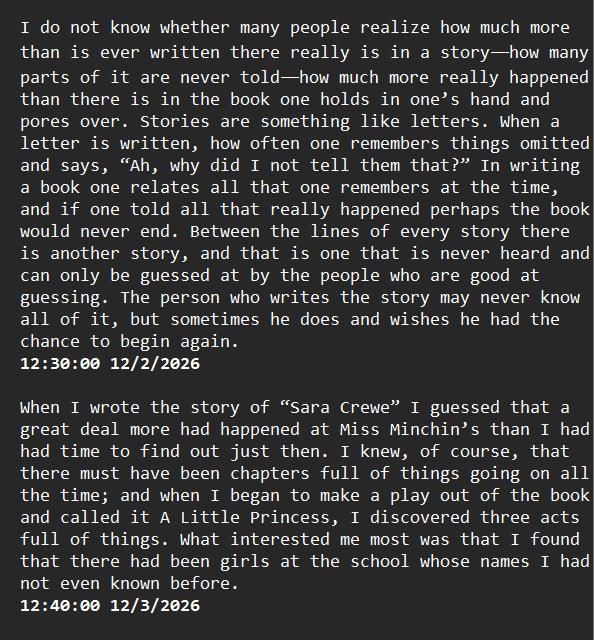 I do not know whether many people realize how much more
than is ever written there really is in a story—how many
parts of it are never told—how much more really happened
than there is in the book one holds in one’s hand and
pores over. Stories are something like letters. When a
letter is written, how often one remembers things omitted
and says, “Ah, why did I not tell them that?” In writing
a book one relates all that one remembers at the time,
and if one told all that really happened perhaps the book
would never end. Between the lines of every story there
is another story, and that is one that is never heard and
can only be guessed at by the people who are good at
guessing. The person who writes the story may never know
all of it, but sometimes he does and wishes he had the
chance to begin again.
12:30:00 12/2/2026

When I wrote the story of “Sara Crewe” I guessed that a
great deal more had happened at Miss Minchin’s than I had
had time to find out just then. I knew, of course, that
there must have been chapters full of things going on all
the time; and when I began to make a play out of the book
and called it A Little Princess, I discovered three acts
full of things. What interested me most was that I found
that there had been girls at the school whose names I had
not even known before.
12:40:00 12/3/2026